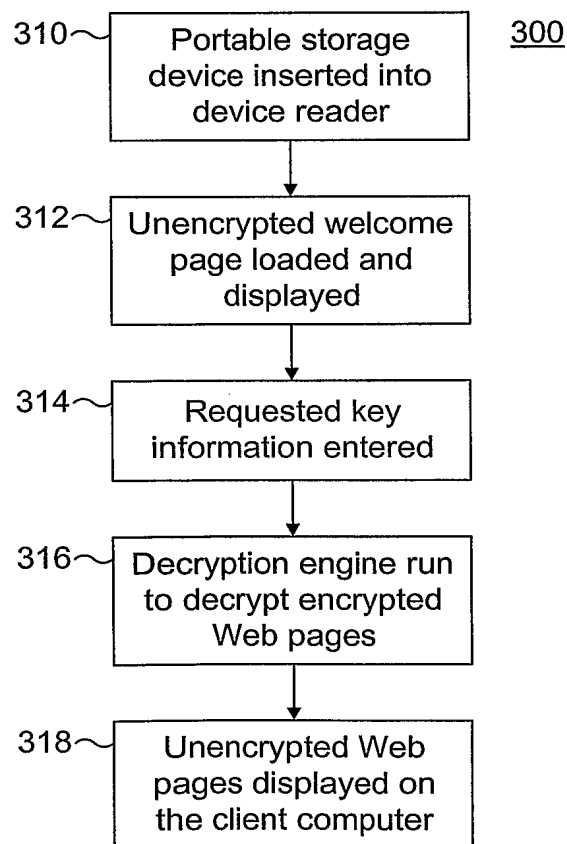 310
Portable storage
device inserted into
device reader
300
312
Unencrypted welcome
page loaded and
displayed
314
Requested key
information entered
316
Decryption engine run
to decrypt encrypted
Web pages
318
Unencrypted Web
pages displayed on
the client computer